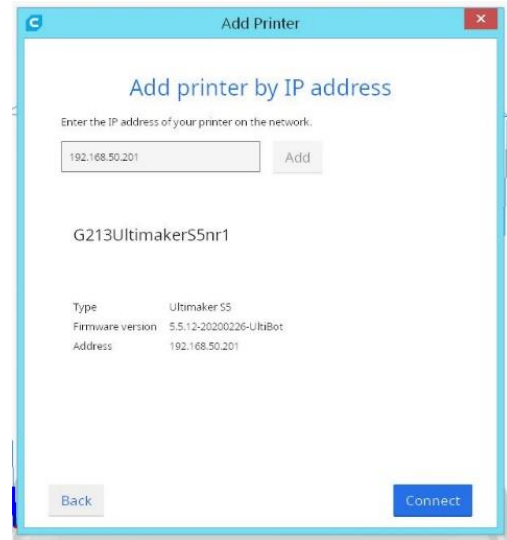 Add Printer
Add printer by IP address
Enter the IP address of your printer on the network.
192.168.50.201
Add
G213UltimakerS5nr1
Type Ultimaker S5
Firmware version 5.5.12-20200226-UltiBot
Address 192.168.50.201
Back
Connect